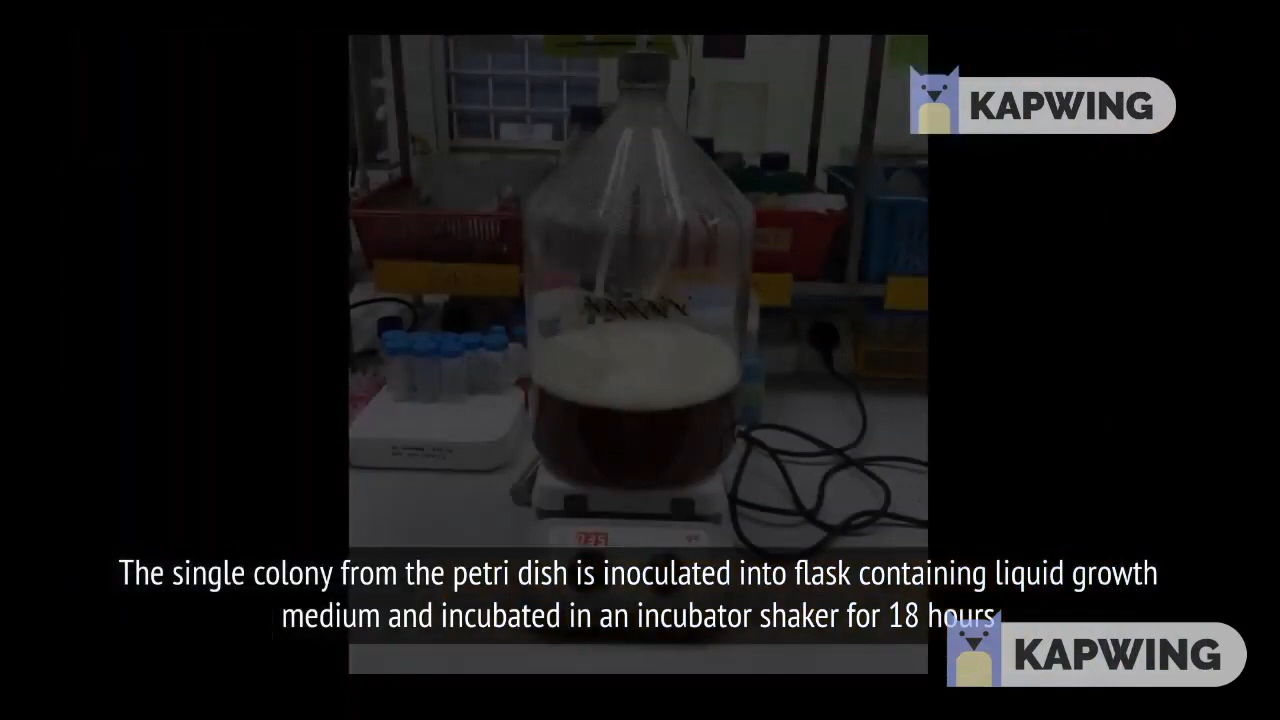 KAPWING
The single colony from the petri dish is inoculated into flask containing liquid growth
medium and incubated in an incubator shaker for 18 hours
KAPWING